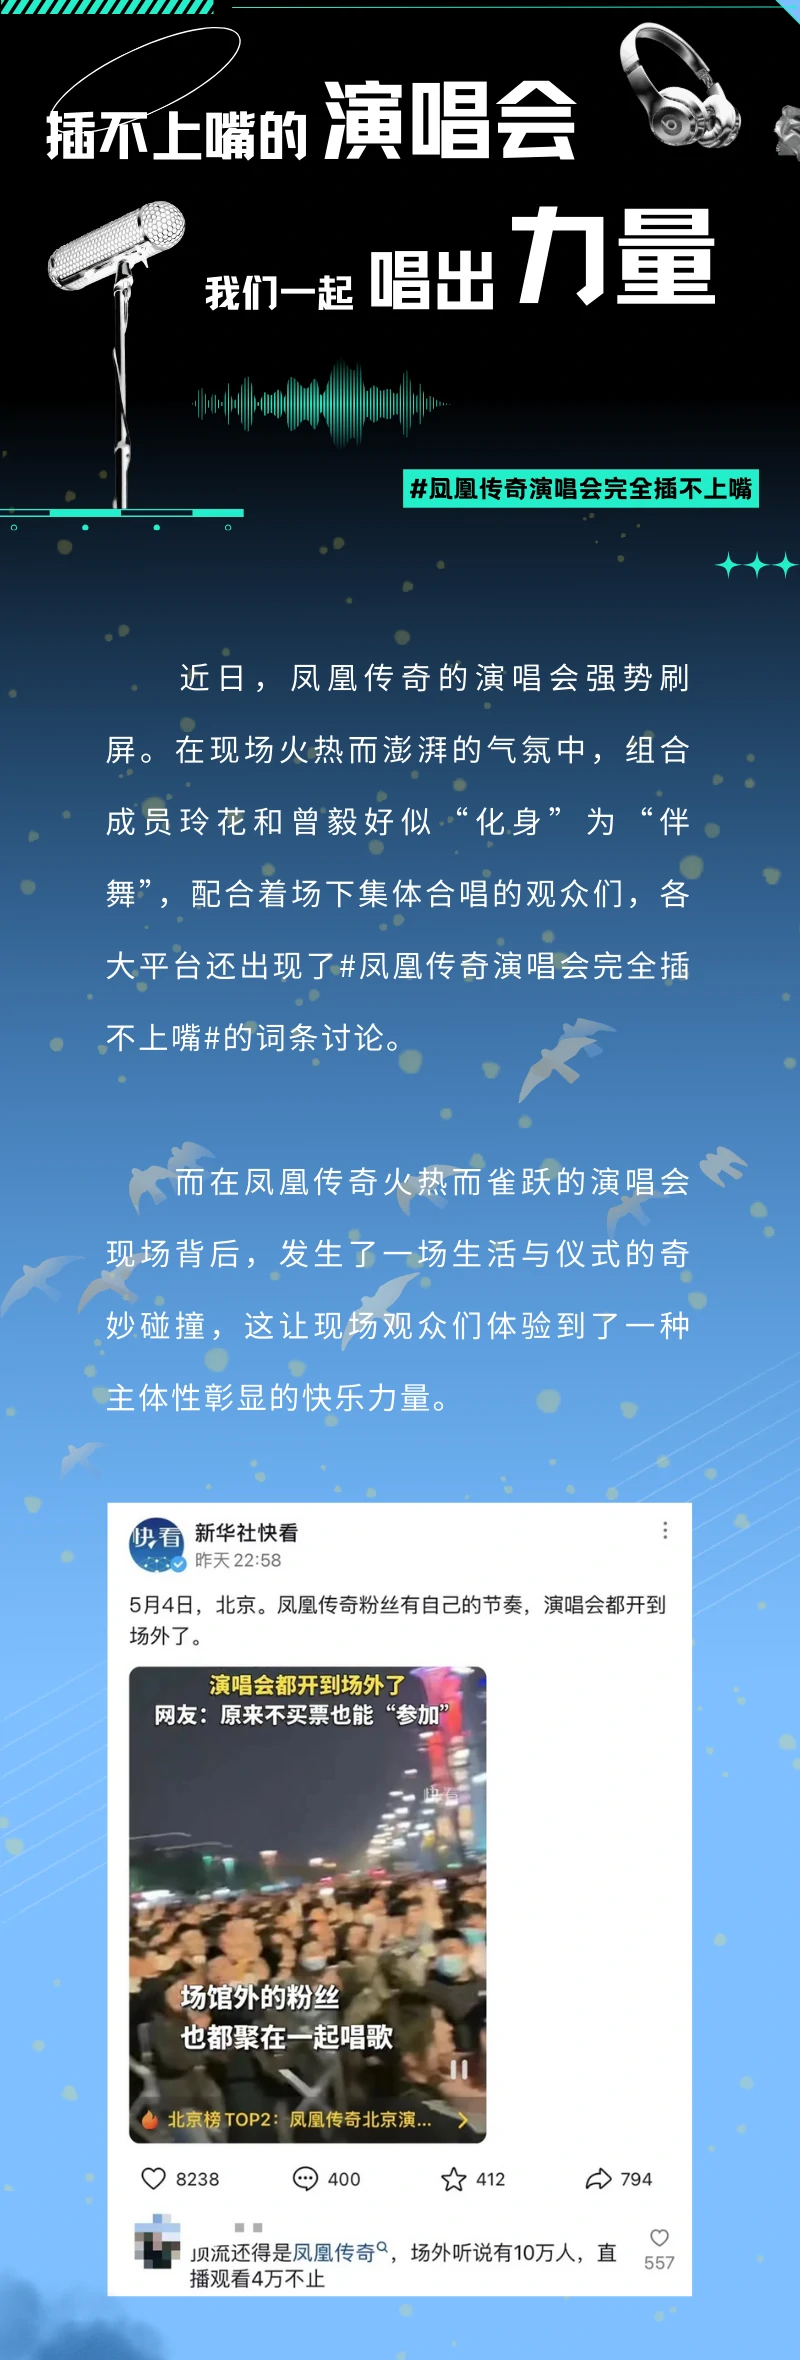 插不上嘴的 演唱会
我们一起 唱出 力量
#凤凰传奇演唱会完全插不上嘴
近日，凤凰传奇的演唱会强势刷
屏。在现场火热而澎湃的气氛中，组合
成员玲花和曾毅好似“化身”为“伴
舞”，配合着场下集体合唱的观众们，各
大平台还出现了#凤凰传奇演唱会完全插
不上嘴#的词条讨论。
而在凤凰传奇火热而雀跃的演唱会
现场背后，发生了一场生活与仪式的奇
妙碰撞，这让现场观众们体验到了一种
主体性彰显的快乐力量。
快看
新华社快看
昨天 22:58
5月4日，北京。凤凰传奇粉丝有自己的节奏，演唱会都开到
场外了。
演唱会都开到场外了
网友：原来不买票也能“参加”
快看
场馆外的粉丝
也都聚在一起唱歌
北京榜 TOP2：凤凰传奇北京演...
8238 400 412 794
顶流还得是凤凰传奇，场外听说有10万人，直
播观看4万不止
557